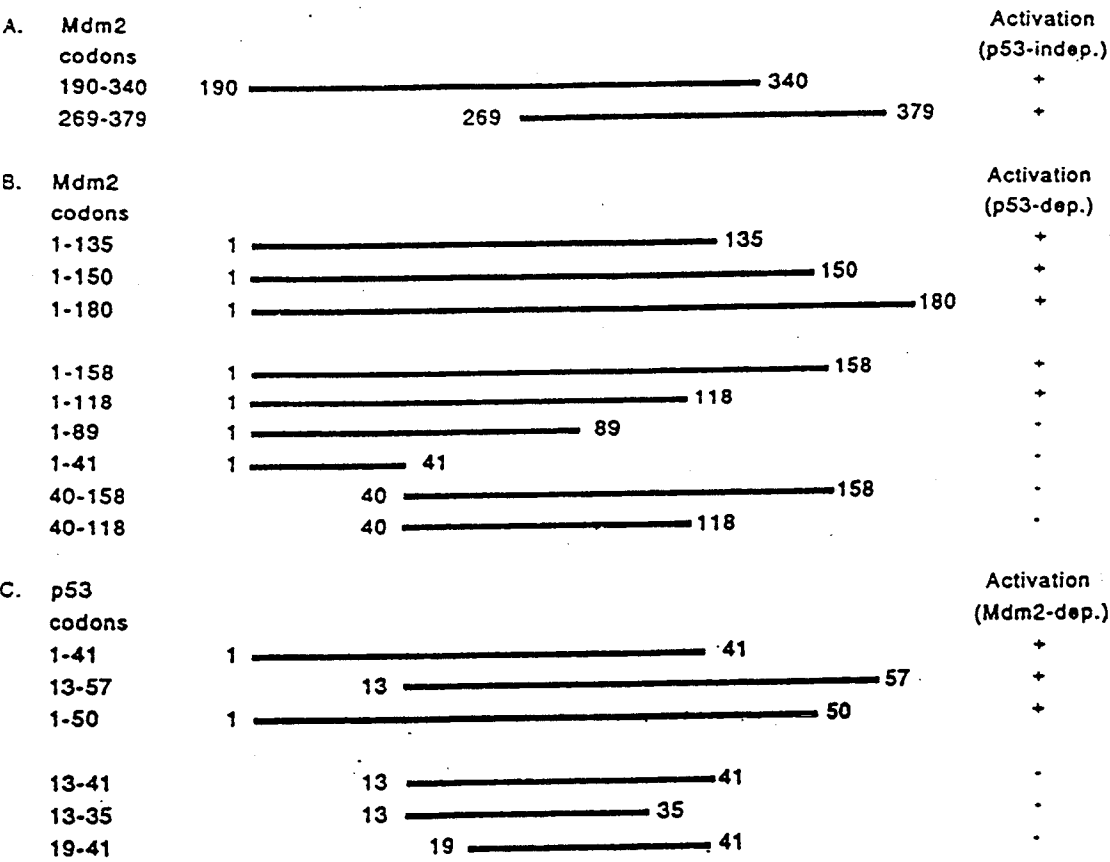 A. Mdm2 Activation
codons (p53-indep.)
190-340 190 340 +
269-379 269 379 +
B. Mdm2 Activation
codons (p53-dep.)
1-135 1 135 +
1-150 1 150 +
1-180 1 180 +
1-158 1 158 +
1-118 1 118 +
1-89 1 89 -
1-41 1 41 -
40-158 40 158 -
40-118 40 118 -
C. p53 Activation
codons (Mdm2-dep.)
1-41 1 41 +
13-57 13 57 +
1-50 1 50 +
13-41 13 41 -
13-35 13 35 -
19-41 19 41 -